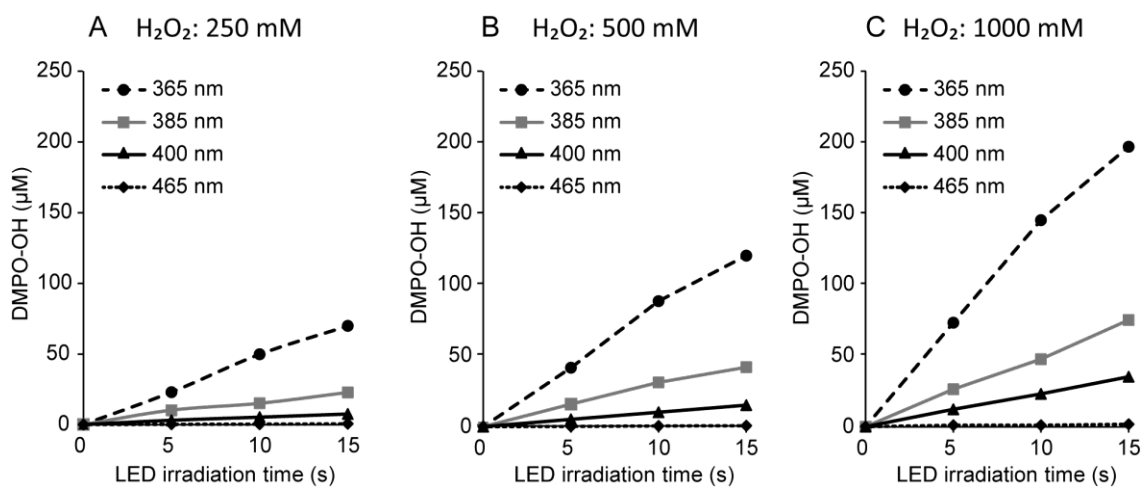 A H₂O₂: 250 mM
250
200
150
100
50
0
DMPO-OH (µM)
365 nm
385 nm
400 nm
465 nm
0 5 10 15
LED irradiation time (s)
B H₂O₂: 500 mM
250
200
150
100
50
0
DMPO-OH (µM)
365 nm
385 nm
400 nm
465 nm
0 5 10 15
LED irradiation time (s)
C H₂O₂: 1000 mM
250
200
150
100
50
0
DMPO-OH (µM)
365 nm
385 nm
400 nm
465 nm
0 5 10 15
LED irradiation time (s)